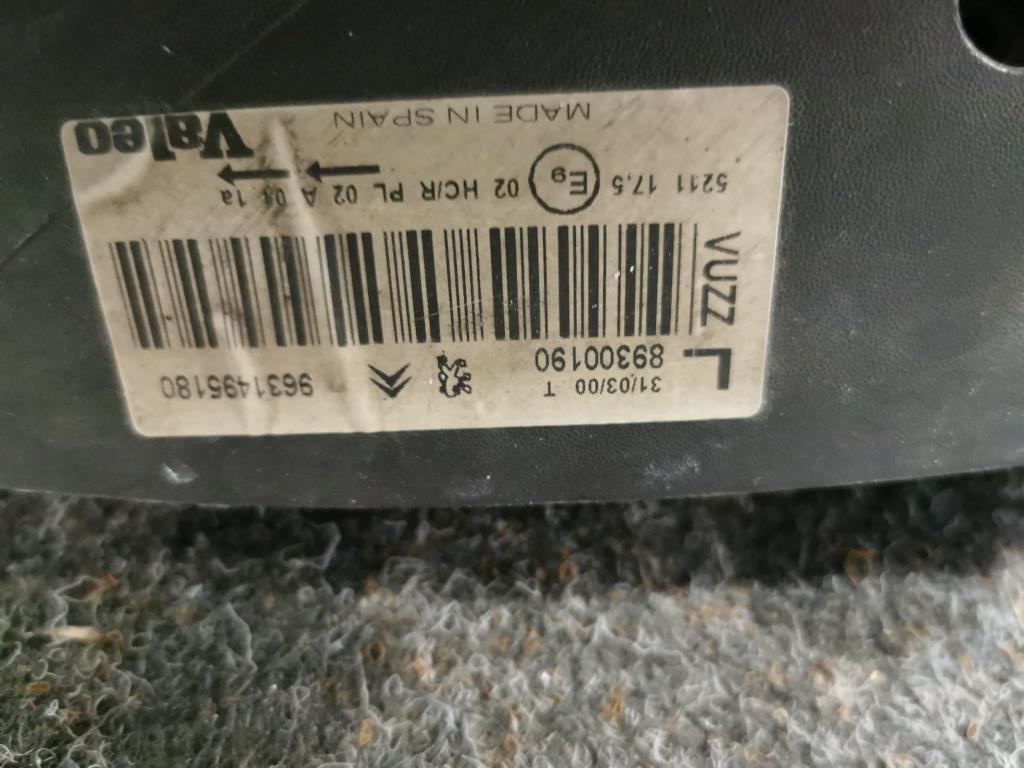 L 31/03/00 T 9631495180
89300190
VUZZ
5211 17,5 E9 02 HC/R PL 02 A 1a
MADE IN SPAIN
Valeo